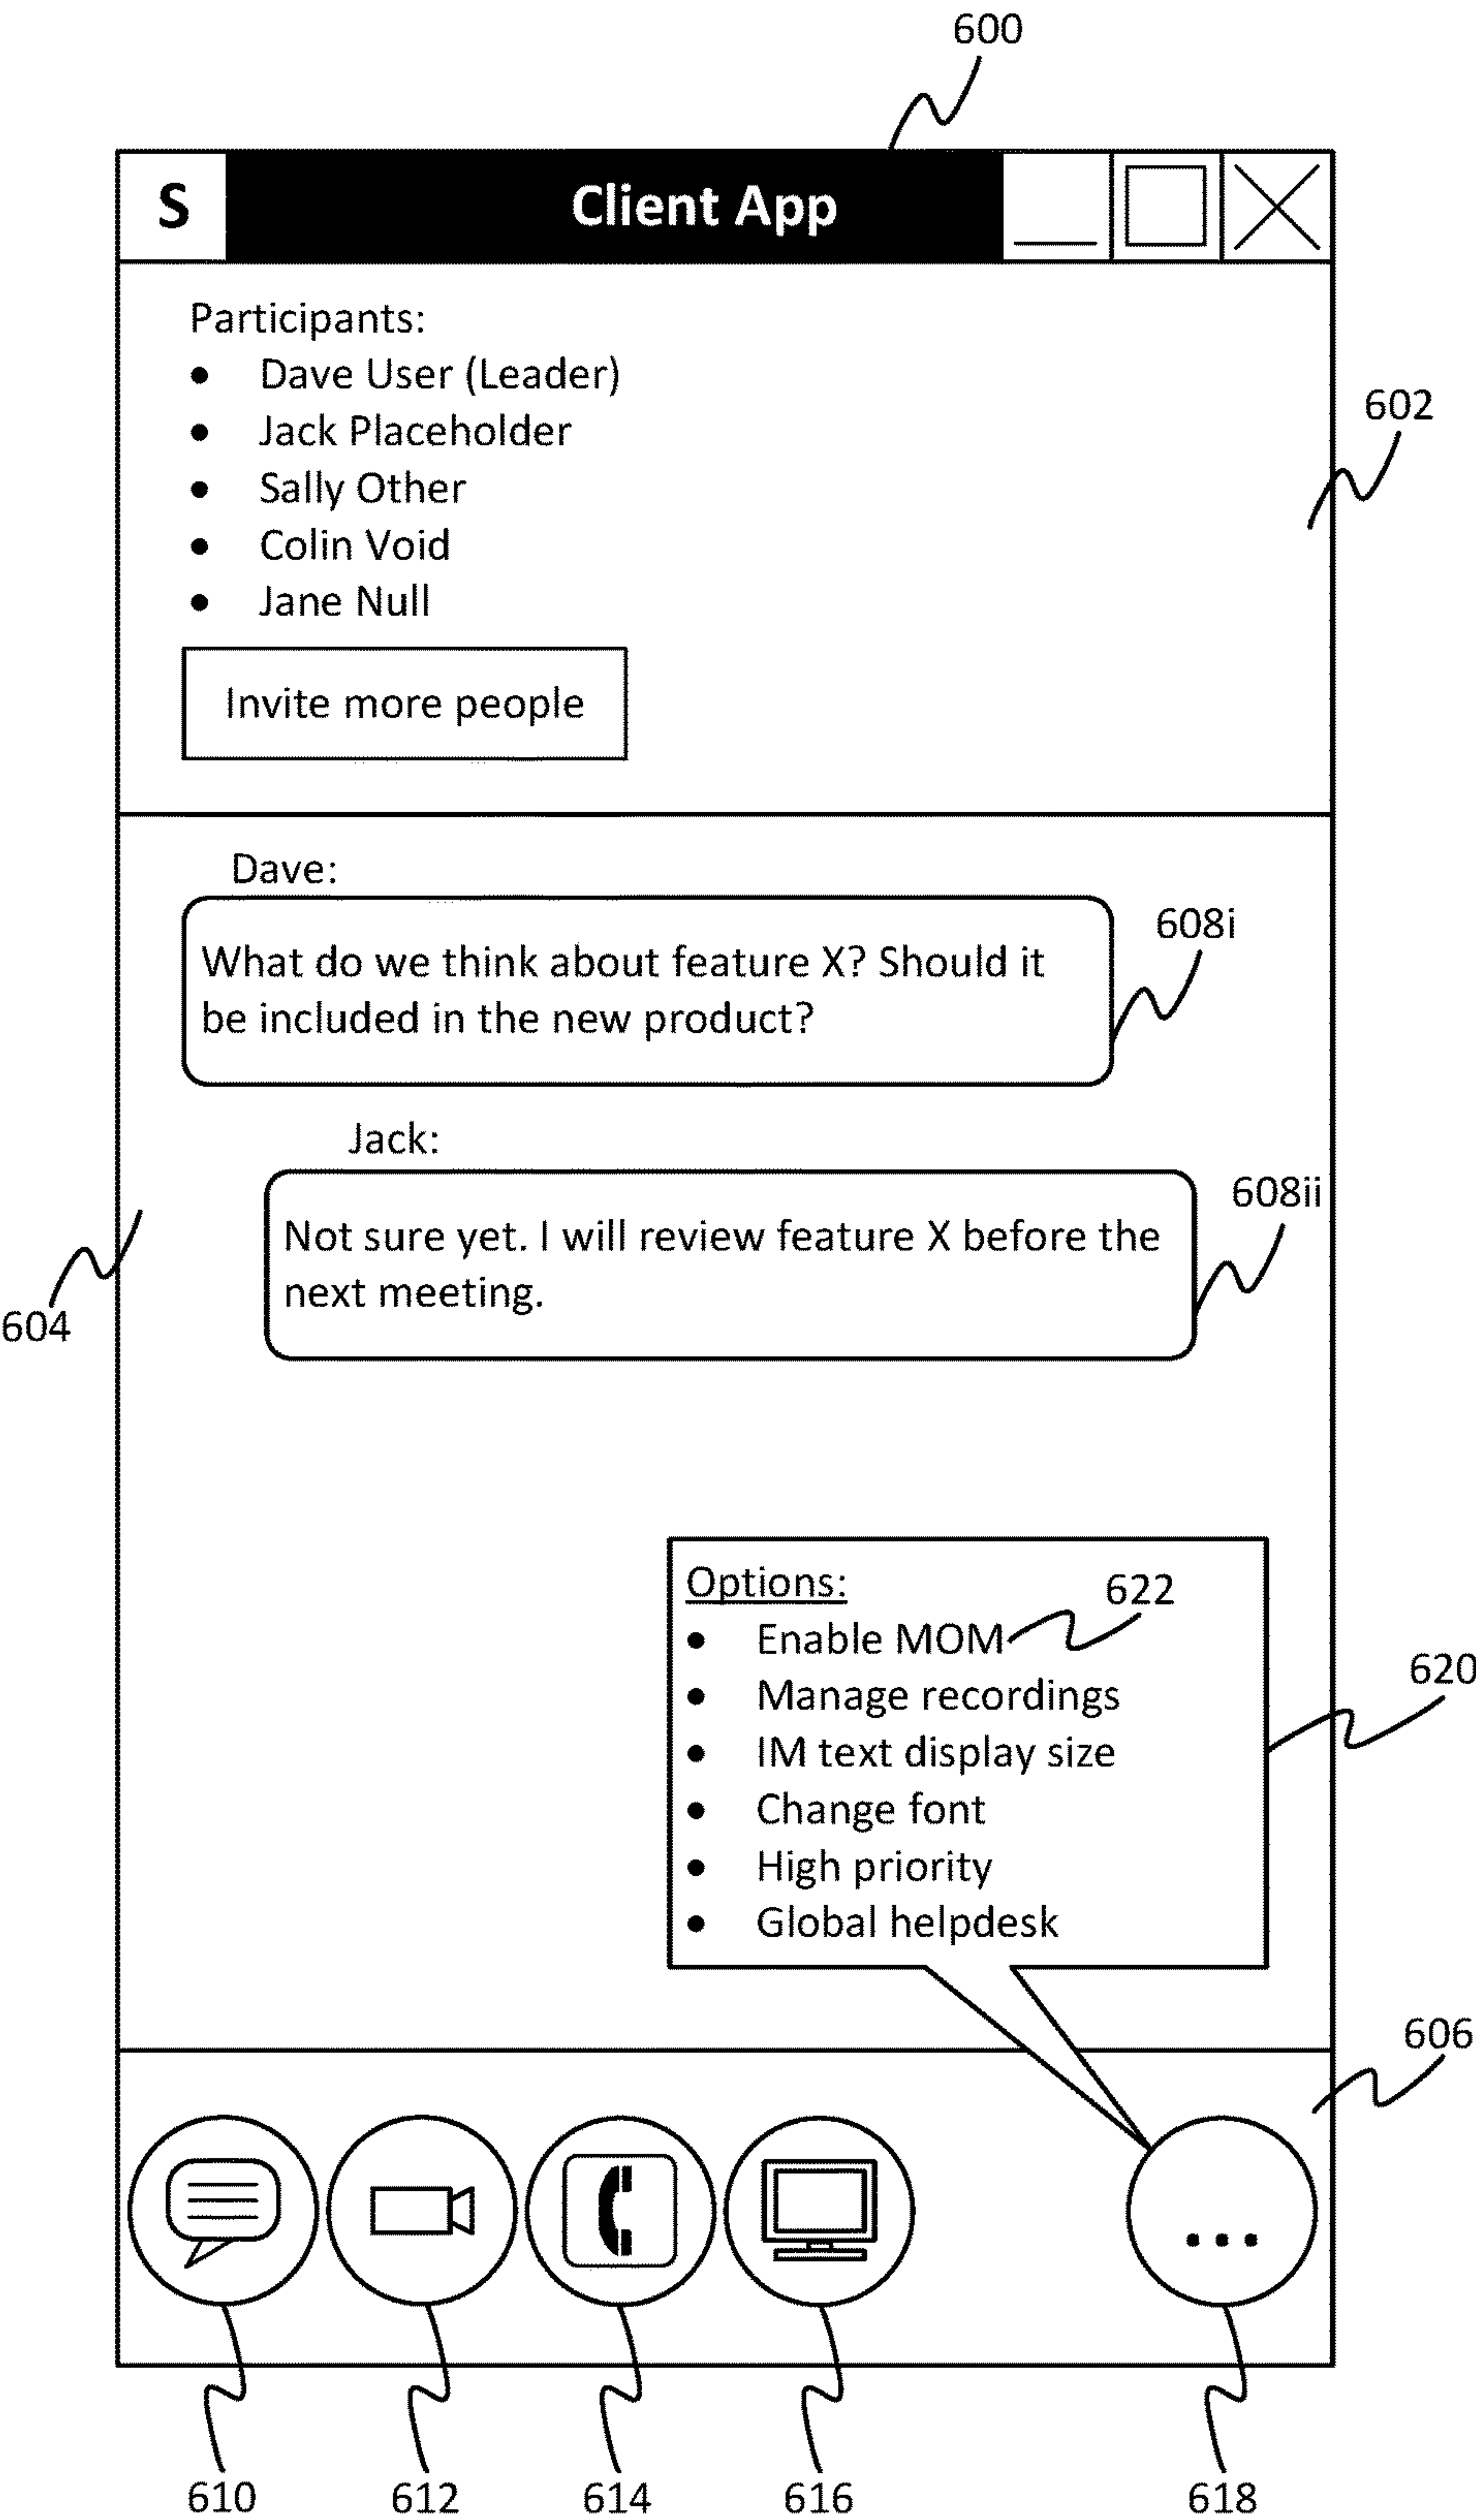 600
S
Client App
Participants:
• Dave User (Leader)
• Jack Placeholder
• Sally Other
• Colin Void
• Jane Null
602
Invite more people
Dave:
What do we think about feature X? Should it
be included in the new product?
608i
Jack:
Not sure yet. I will review feature X before the
next meeting.
608ii
604
Options:
• Enable MOM
622
• Manage recordings
• IM text display size
• Change font
• High priority
• Global helpdesk
620
606
...
610
612
614
616
618